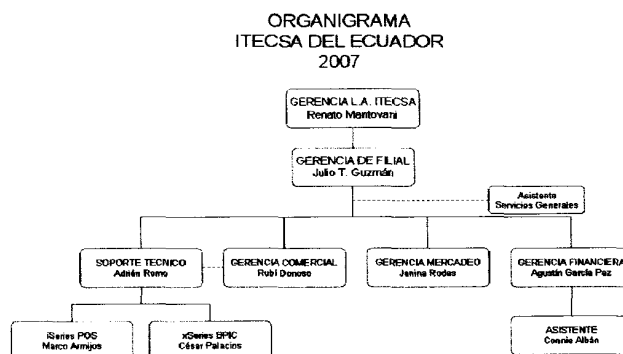 ORGANIGRAMA
ITECSA DEL ECUADOR
2007
GERENCIA L.A. ITECSA
Renato Mantovani
GERENCIA DE FILIAL
Julio T. Guzmán
Asistente
Servicios Generales
SOPORTE TECNICO
Adrián Romo
GERENCIA COMERCIAL
Rubí Donoso
GERENCIA MERCADEO
Janina Rodas
GERENCIA FINANCIERA
Agustín García Paz
iSeries POS
Marco Armijos
xSeries BPIC
César Palacios
ASISTENTE
Connie Albán